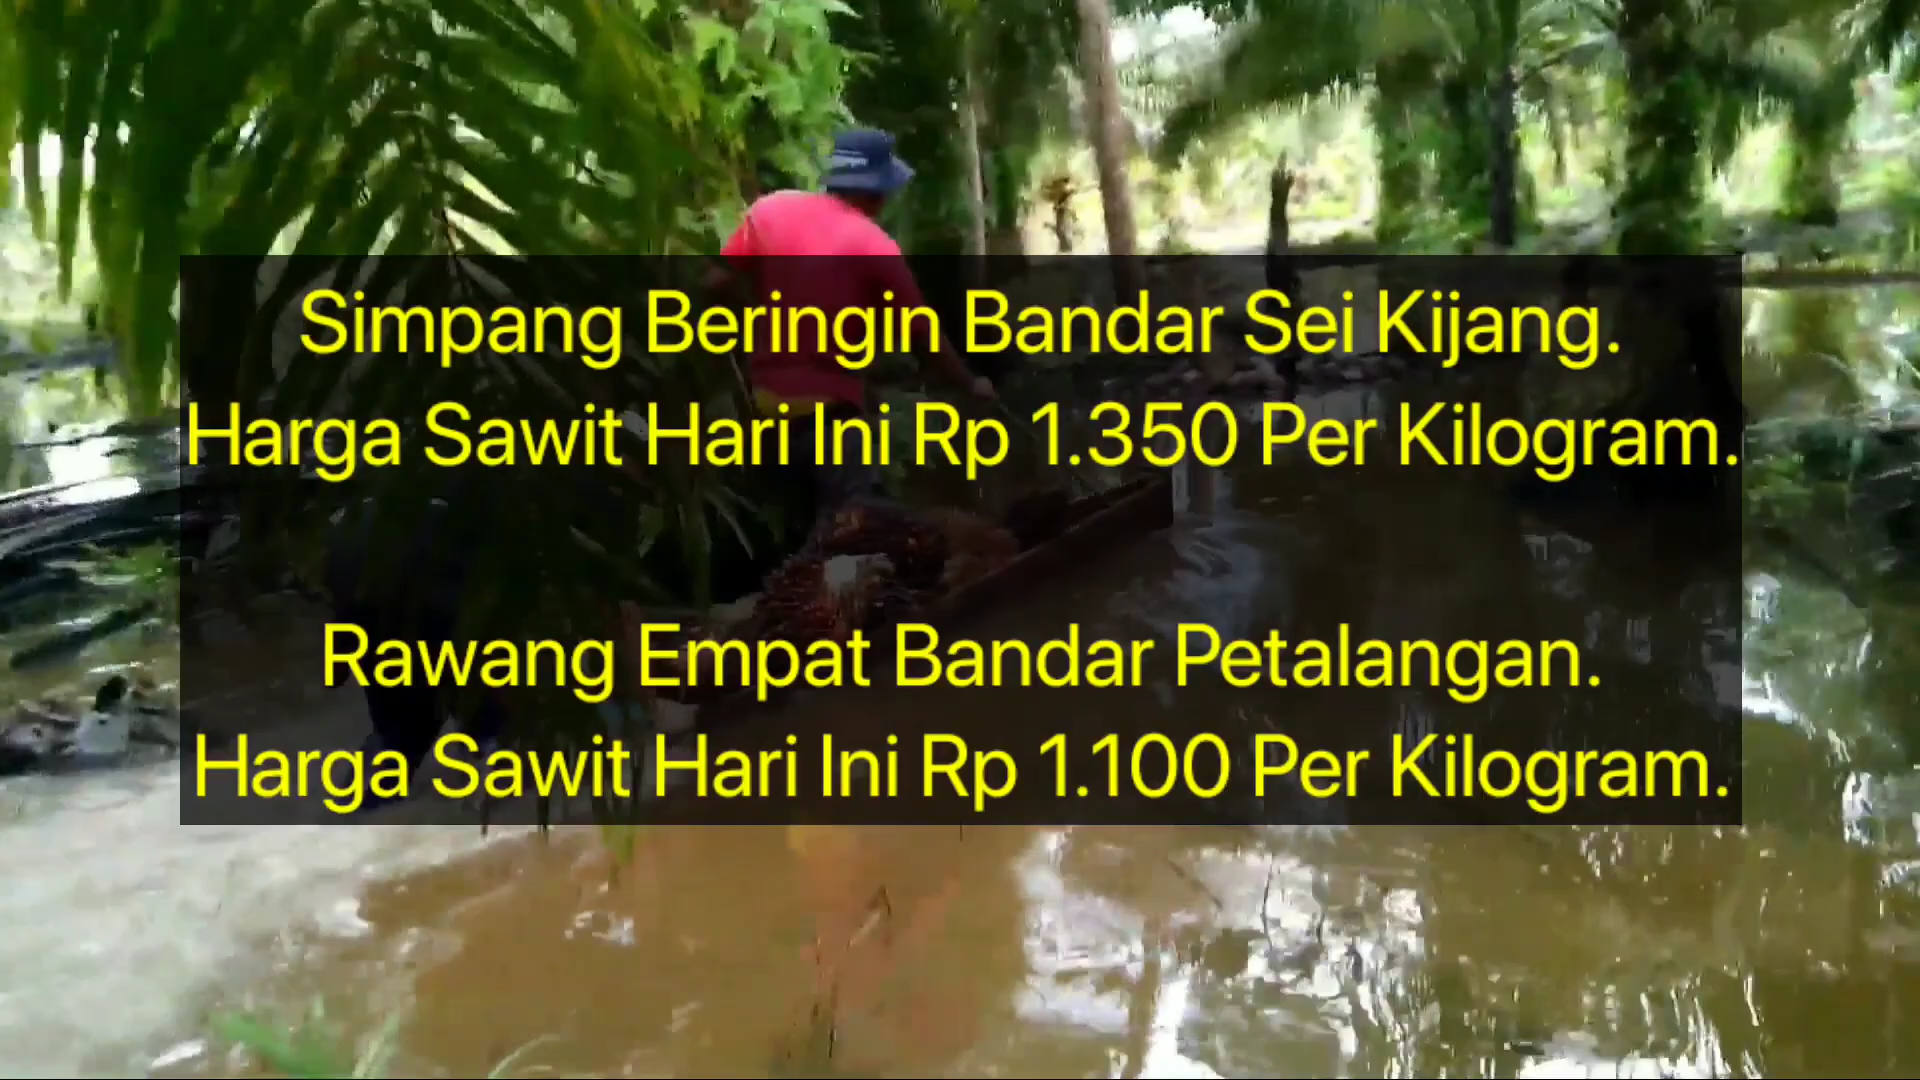 Simpang Beringin Bandar Sei Kijang.
Harga Sawit Hari Ini Rp 1.350 Per Kilogram.
Rawang Empat Bandar Petalangan.
Harga Sawit Hari Ini Rp 1.100 Per Kilogram.